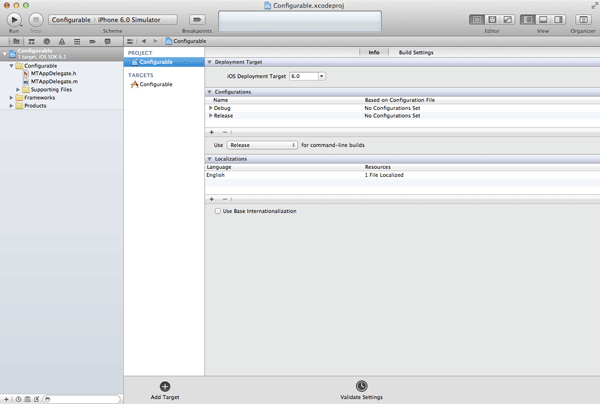 Configurable.xcodeproj
Run
Stop
Configurable
iPhone 6.0 Simulator
Scheme
Breakpoints
Editor
View
Organizer
Configurable
1 target, iOS SDK 6.1
Configurable
MTAppDelegate.h
MTAppDelegate.m
Supporting Files
Frameworks
Products
Configurable
PROJECT
Configurable
TARGETS
Configurable
Info
Build Settings
Deployment Target
iOS Deployment Target 6.0
Configurations
Name Based on Configuration File
Debug No Configurations Set
Release No Configurations Set
Use Release for command-line builds
Localizations
Language Resources
English 1 File Localized
Use Base Internationalization
Add Target
Validate Settings